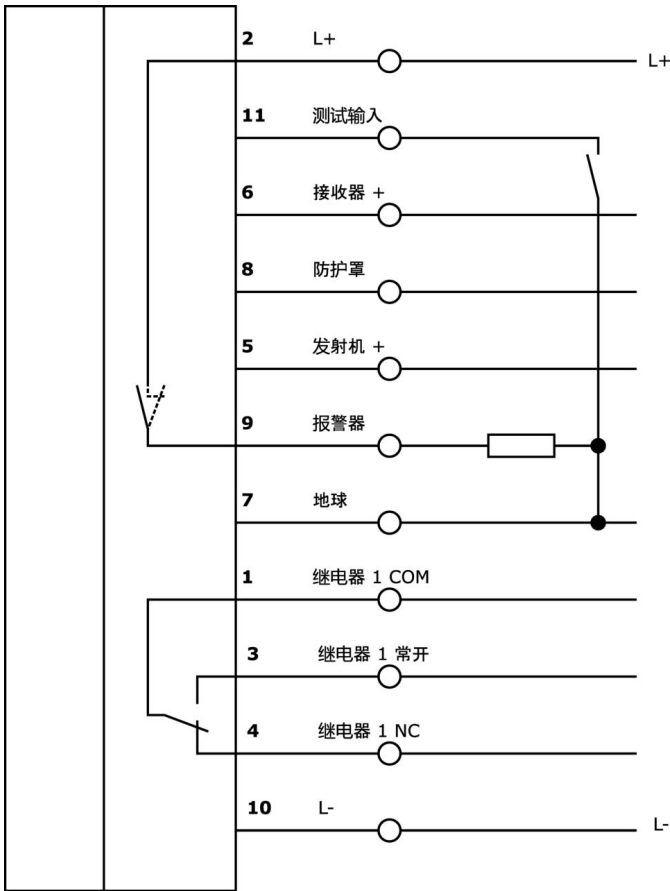 2 L+
L+
11 测试输入
6 接收器 +
8 防护罩
5 发射机 +
9 报警器
7 地球
1 继电器 1 COM
3 继电器 1 常开
4 继电器 1 NC
10 L-
L-